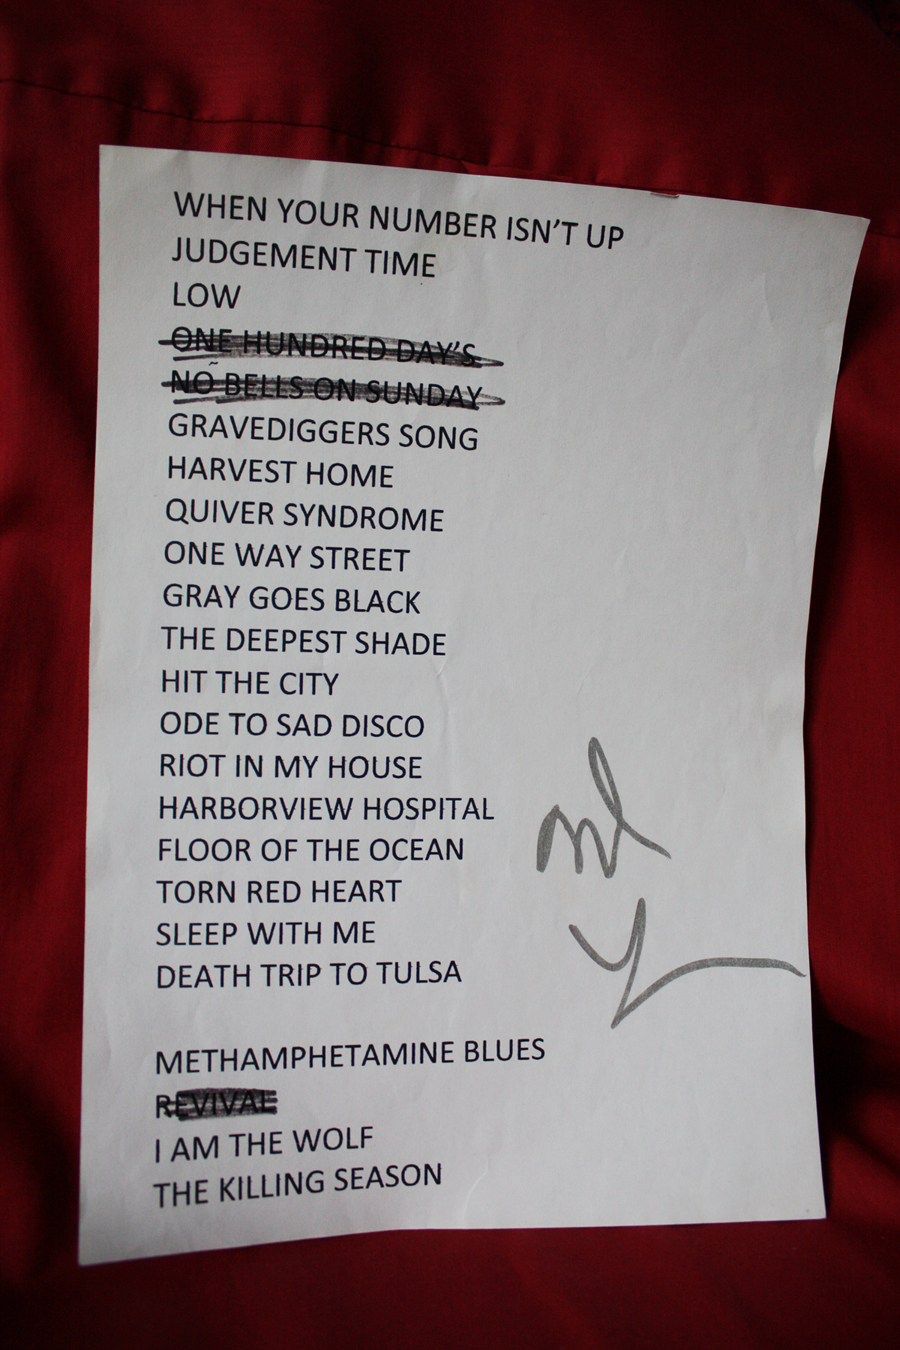 WHEN YOUR NUMBER ISN'T UP
JUDGEMENT TIME
LOW
ONE HUNDRED DAY'S
NO BELLS ON SUNDAY
GRAVEDIGGERS SONG
HARVEST HOME
QUIVER SYNDROME
ONE WAY STREET
GRAY GOES BLACK
THE DEEPEST SHADE
HIT THE CITY
ODE TO SAD DISCO
RIOT IN MY HOUSE
HARBORVIEW HOSPITAL
FLOOR OF THE OCEAN
TORN RED HEART
SLEEP WITH ME
DEATH TRIP TO TULSA
METHAMPHETAMINE BLUES
REVIVAL
I AM THE WOLF
THE KILLING SEASON